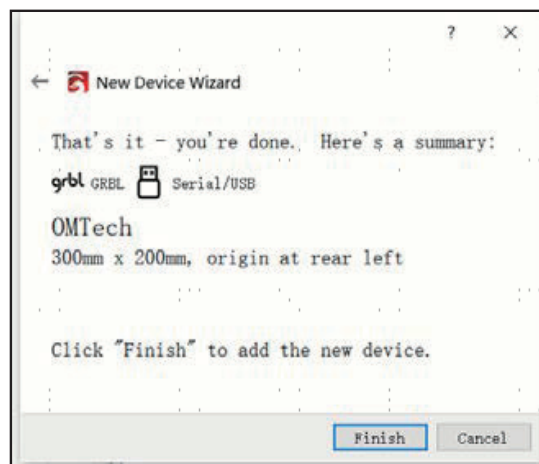 ?
New Device Wizard
That's it - you're done. Here's a summary:
grbl GRBL Serial/USB
OMTech
300mm x 200mm, origin at rear left
Click "Finish" to add the new device.
Finish Cancel